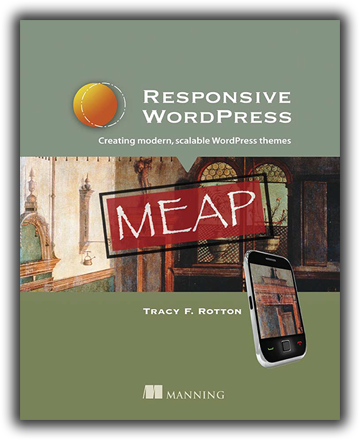 RESPONSIVE
WORDPRESS
Creating modern, scalable WordPress themes
MEAP
TRACY F. ROTTON
MANNING